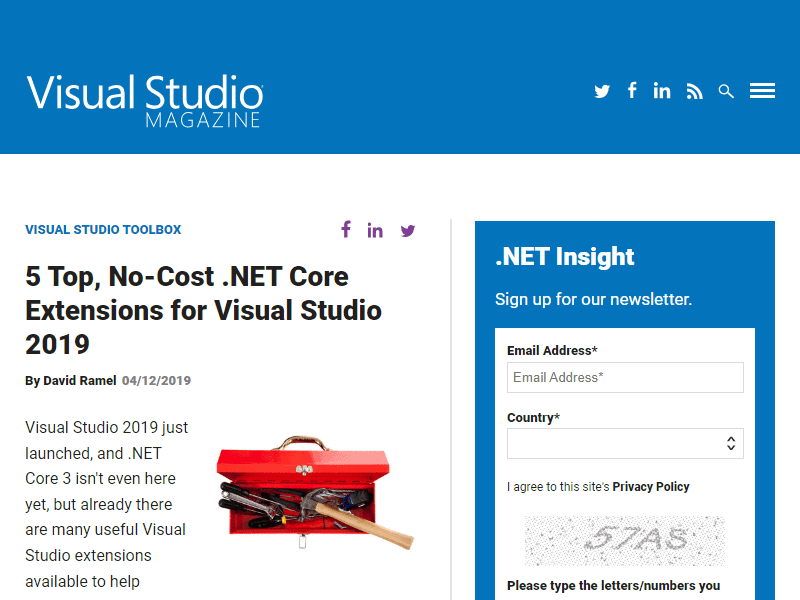 Visual Studio
MAGAZINE
VISUAL STUDIO TOOLBOX
5 Top, No-Cost .NET Core
Extensions for Visual Studio
2019
By David Ramel 04/12/2019
Visual Studio 2019 just
launched, and .NET
Core 3 isn't even here
yet, but already there
are many useful Visual
Studio extensions
available to help
.NET Insight
Sign up for our newsletter.
Email Address*
Email Address*
Country*
I agree to this site's Privacy Policy
57AS
Please type the letters/numbers you